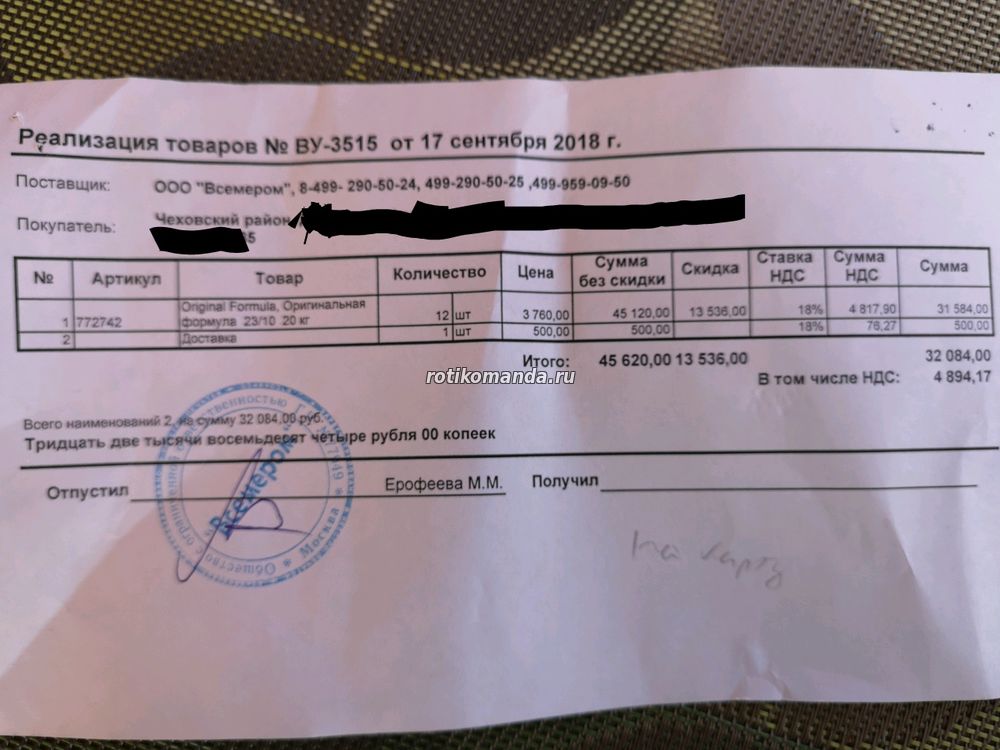 Реализация товаров № ВУ-3515 от 17 сентября 2018 г.
Поставщик: ООО "Всемером", 8-499- 290-50-24, 499-290-50-25 ,499-959-09-50
Покупатель: Чеховский район
№ Артикул Товар Количество Цена Сумма без скидки Скидка Ставка НДС Сумма НДС Сумма
1 772742 Original Formula, Оригинальная формула 23/10 20 кг 12 шт 3 760,00 45 120,00 13 536,00 18% 4 817,90 31 584,00
2 Доставка 1 шт 500,00 500,00 18% 76,27 500,00
Итого: 45 620,00 13 536,00 32 084,00
rotikomanda.ru
В том числе НДС: 4 894,17
Всего наименований 2, на сумму 32 084,00 руб.
Тридцать две тысячи восемьдесят четыре рубля 00 копеек
Отпустил Ерофеева М.М. Получил
Общество с ограниченной ответственностью
"Всемером"
Москва
на карту